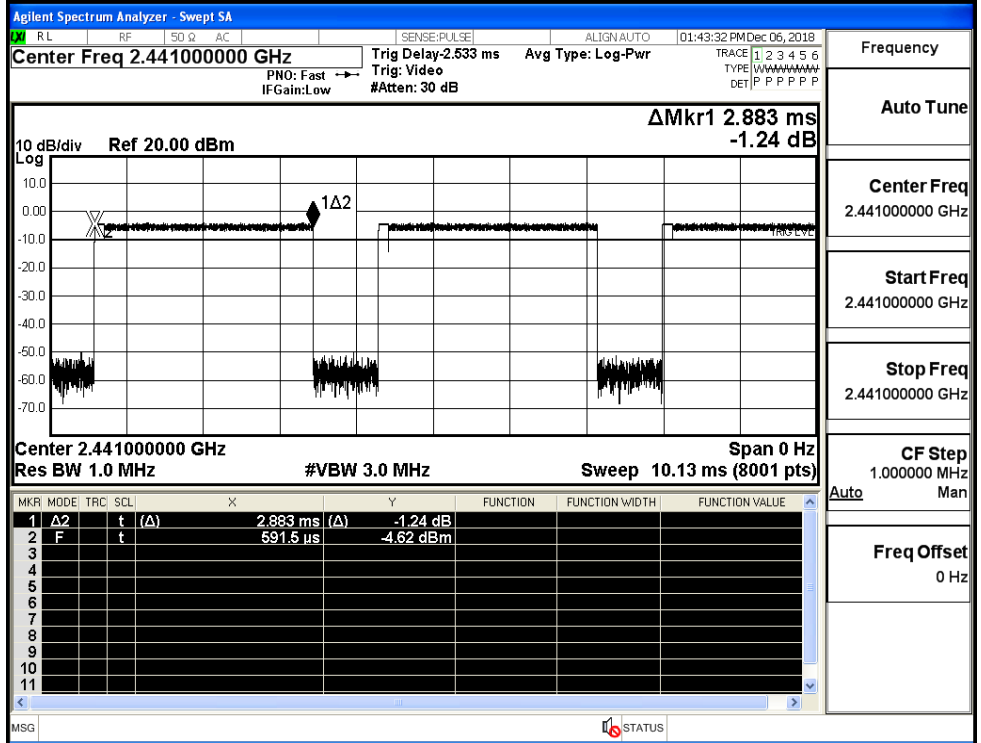 Agilent Spectrum Analyzer - Swept SA
LXI RL RF 50 Ω AC SENSE:PULSE ALIGN AUTO 01:43:32 PM Dec 06, 2018
Center Freq 2.441000000 GHz Trig Delay-2.533 ms Avg Type: Log-Pwr TRACE 1 2 3 4 5 6
PNO: Fast Trig: Video TYPE WWWWWW
IFGain:Low #Atten: 30 dB DET P P P P P P
ΔMkr1 2.883 ms
-1.24 dB
10 dB/div Ref 20.00 dBm
Log
10.0
0.00
-10.0
-20.0
-30.0
-40.0
-50.0
-60.0
-70.0
1Δ2
2
TRIG LVL
Center 2.441000000 GHz Span 0 Hz
Res BW 1.0 MHz #VBW 3.0 MHz Sweep 10.13 ms (8001 pts)
MKR MODE TRC SCL X Y FUNCTION FUNCTION WIDTH FUNCTION VALUE
1 Δ2 t (Δ) 2.883 ms (Δ) -1.24 dB
2 F t 591.5 µs -4.62 dBm
3
4
5
6
7
8
9
10
11
MSG STATUS
Frequency
Auto Tune
Center Freq
2.441000000 GHz
Start Freq
2.441000000 GHz
Stop Freq
2.441000000 GHz
CF Step
1.000000 MHz
Auto Man
Freq Offset
0 Hz